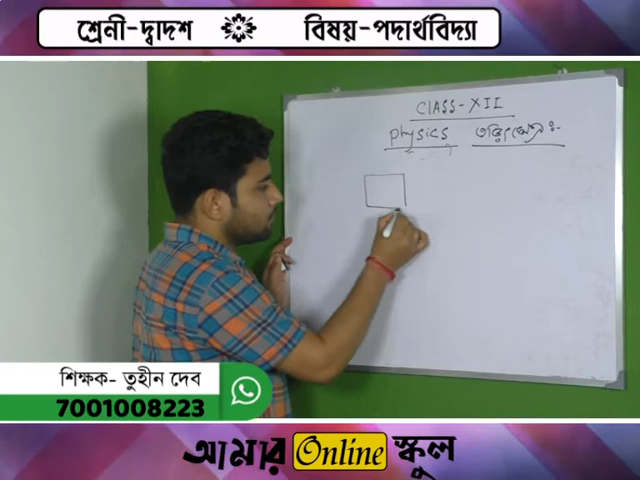 শ্রেনী-দ্বাদশ বিষয়-পদার্থবিদ্যা
CLASS-XII
Physics
শিক্ষক- তুহীন দেব
7001008223
আমার Online স্কুল